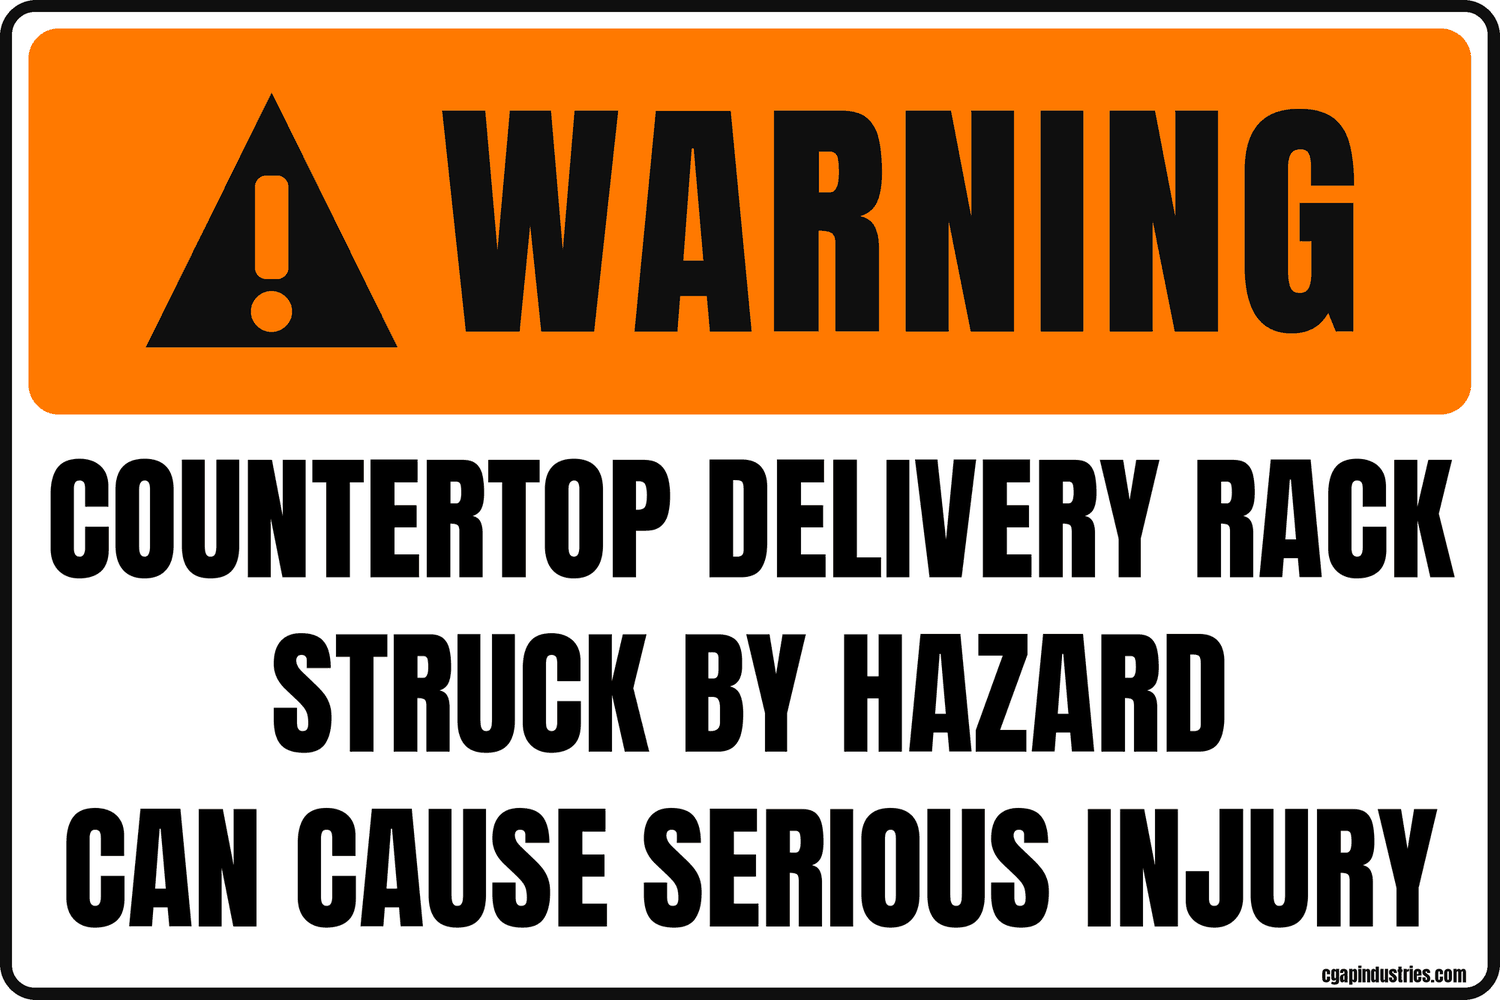 WARNING
COUNTERTOP DELIVERY RACK
STRUCK BY HAZARD
CAN CAUSE SERIOUS INJURY
cgapindustries.com